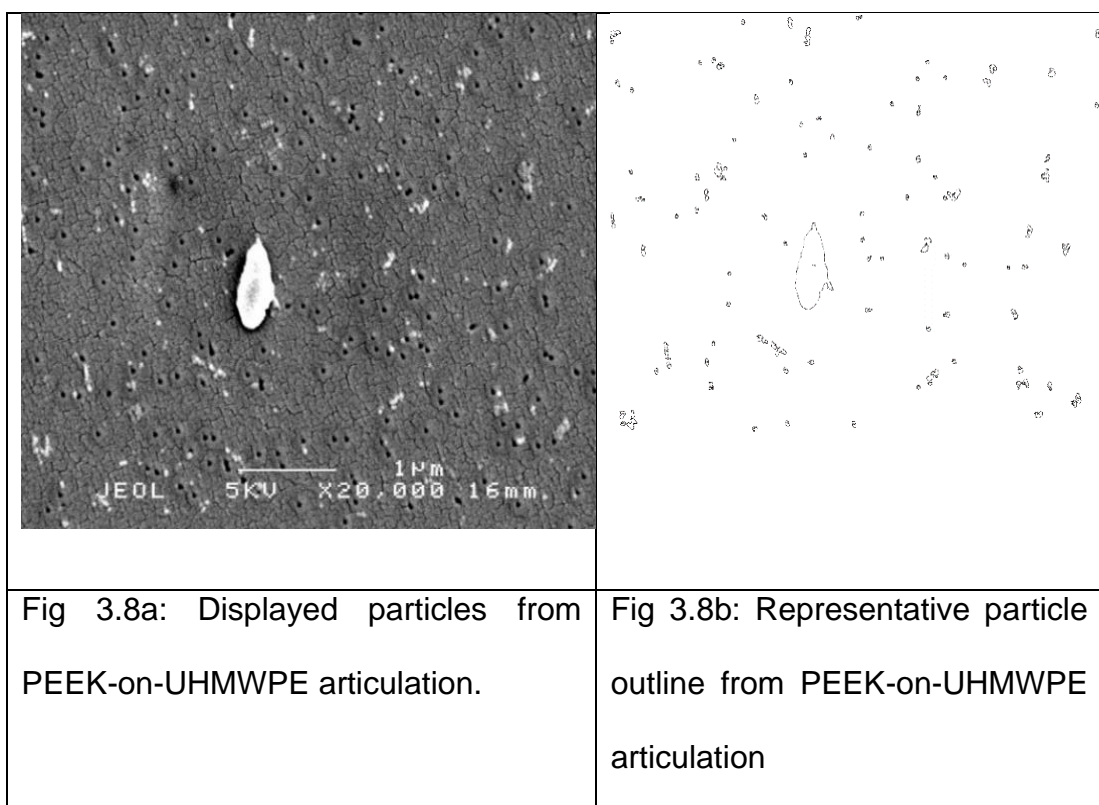 1µm
JEOL 5KV X20,000 16mm.
Fig 3.8a: Displayed particles from
PEEK-on-UHMWPE articulation.
Fig 3.8b: Representative particle
outline from PEEK-on-UHMWPE
articulation